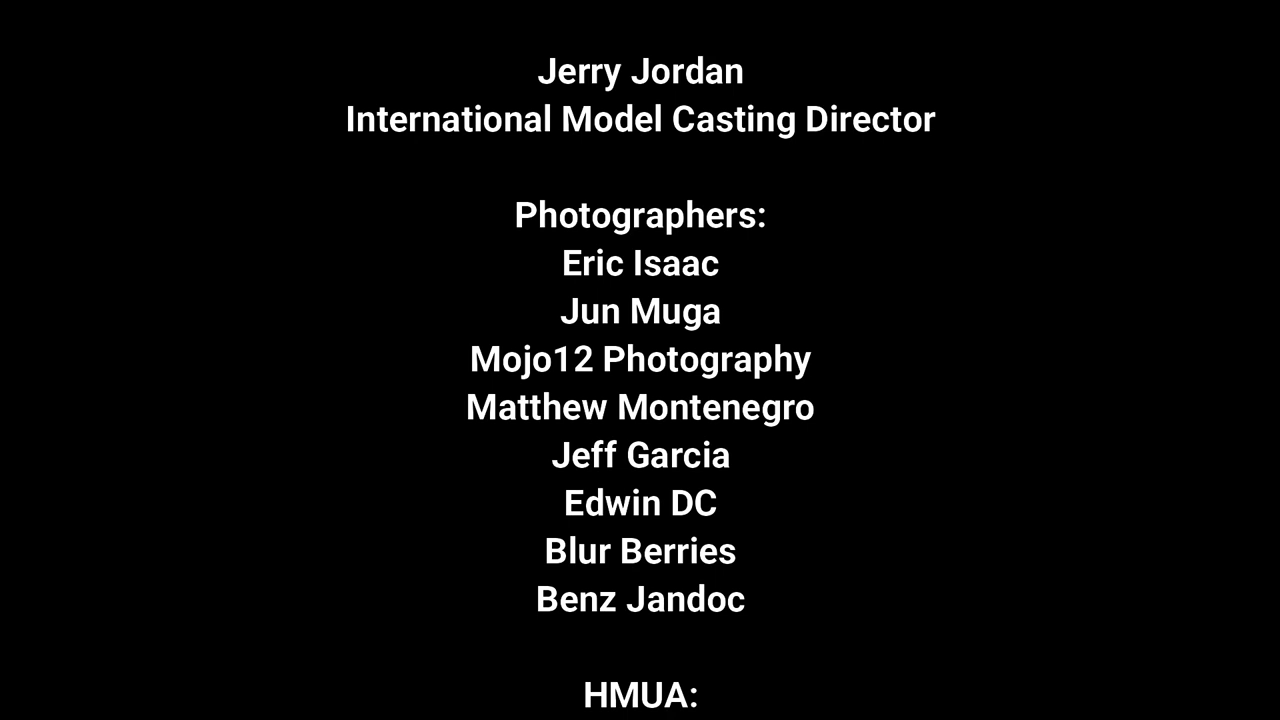 Jerry Jordan
International Model Casting Director
Photographers:
Eric Isaac
Jun Muga
Mojo12 Photography
Matthew Montenegro
Jeff Garcia
Edwin DC
Blur Berries
Benz Jandoc
HMUA: